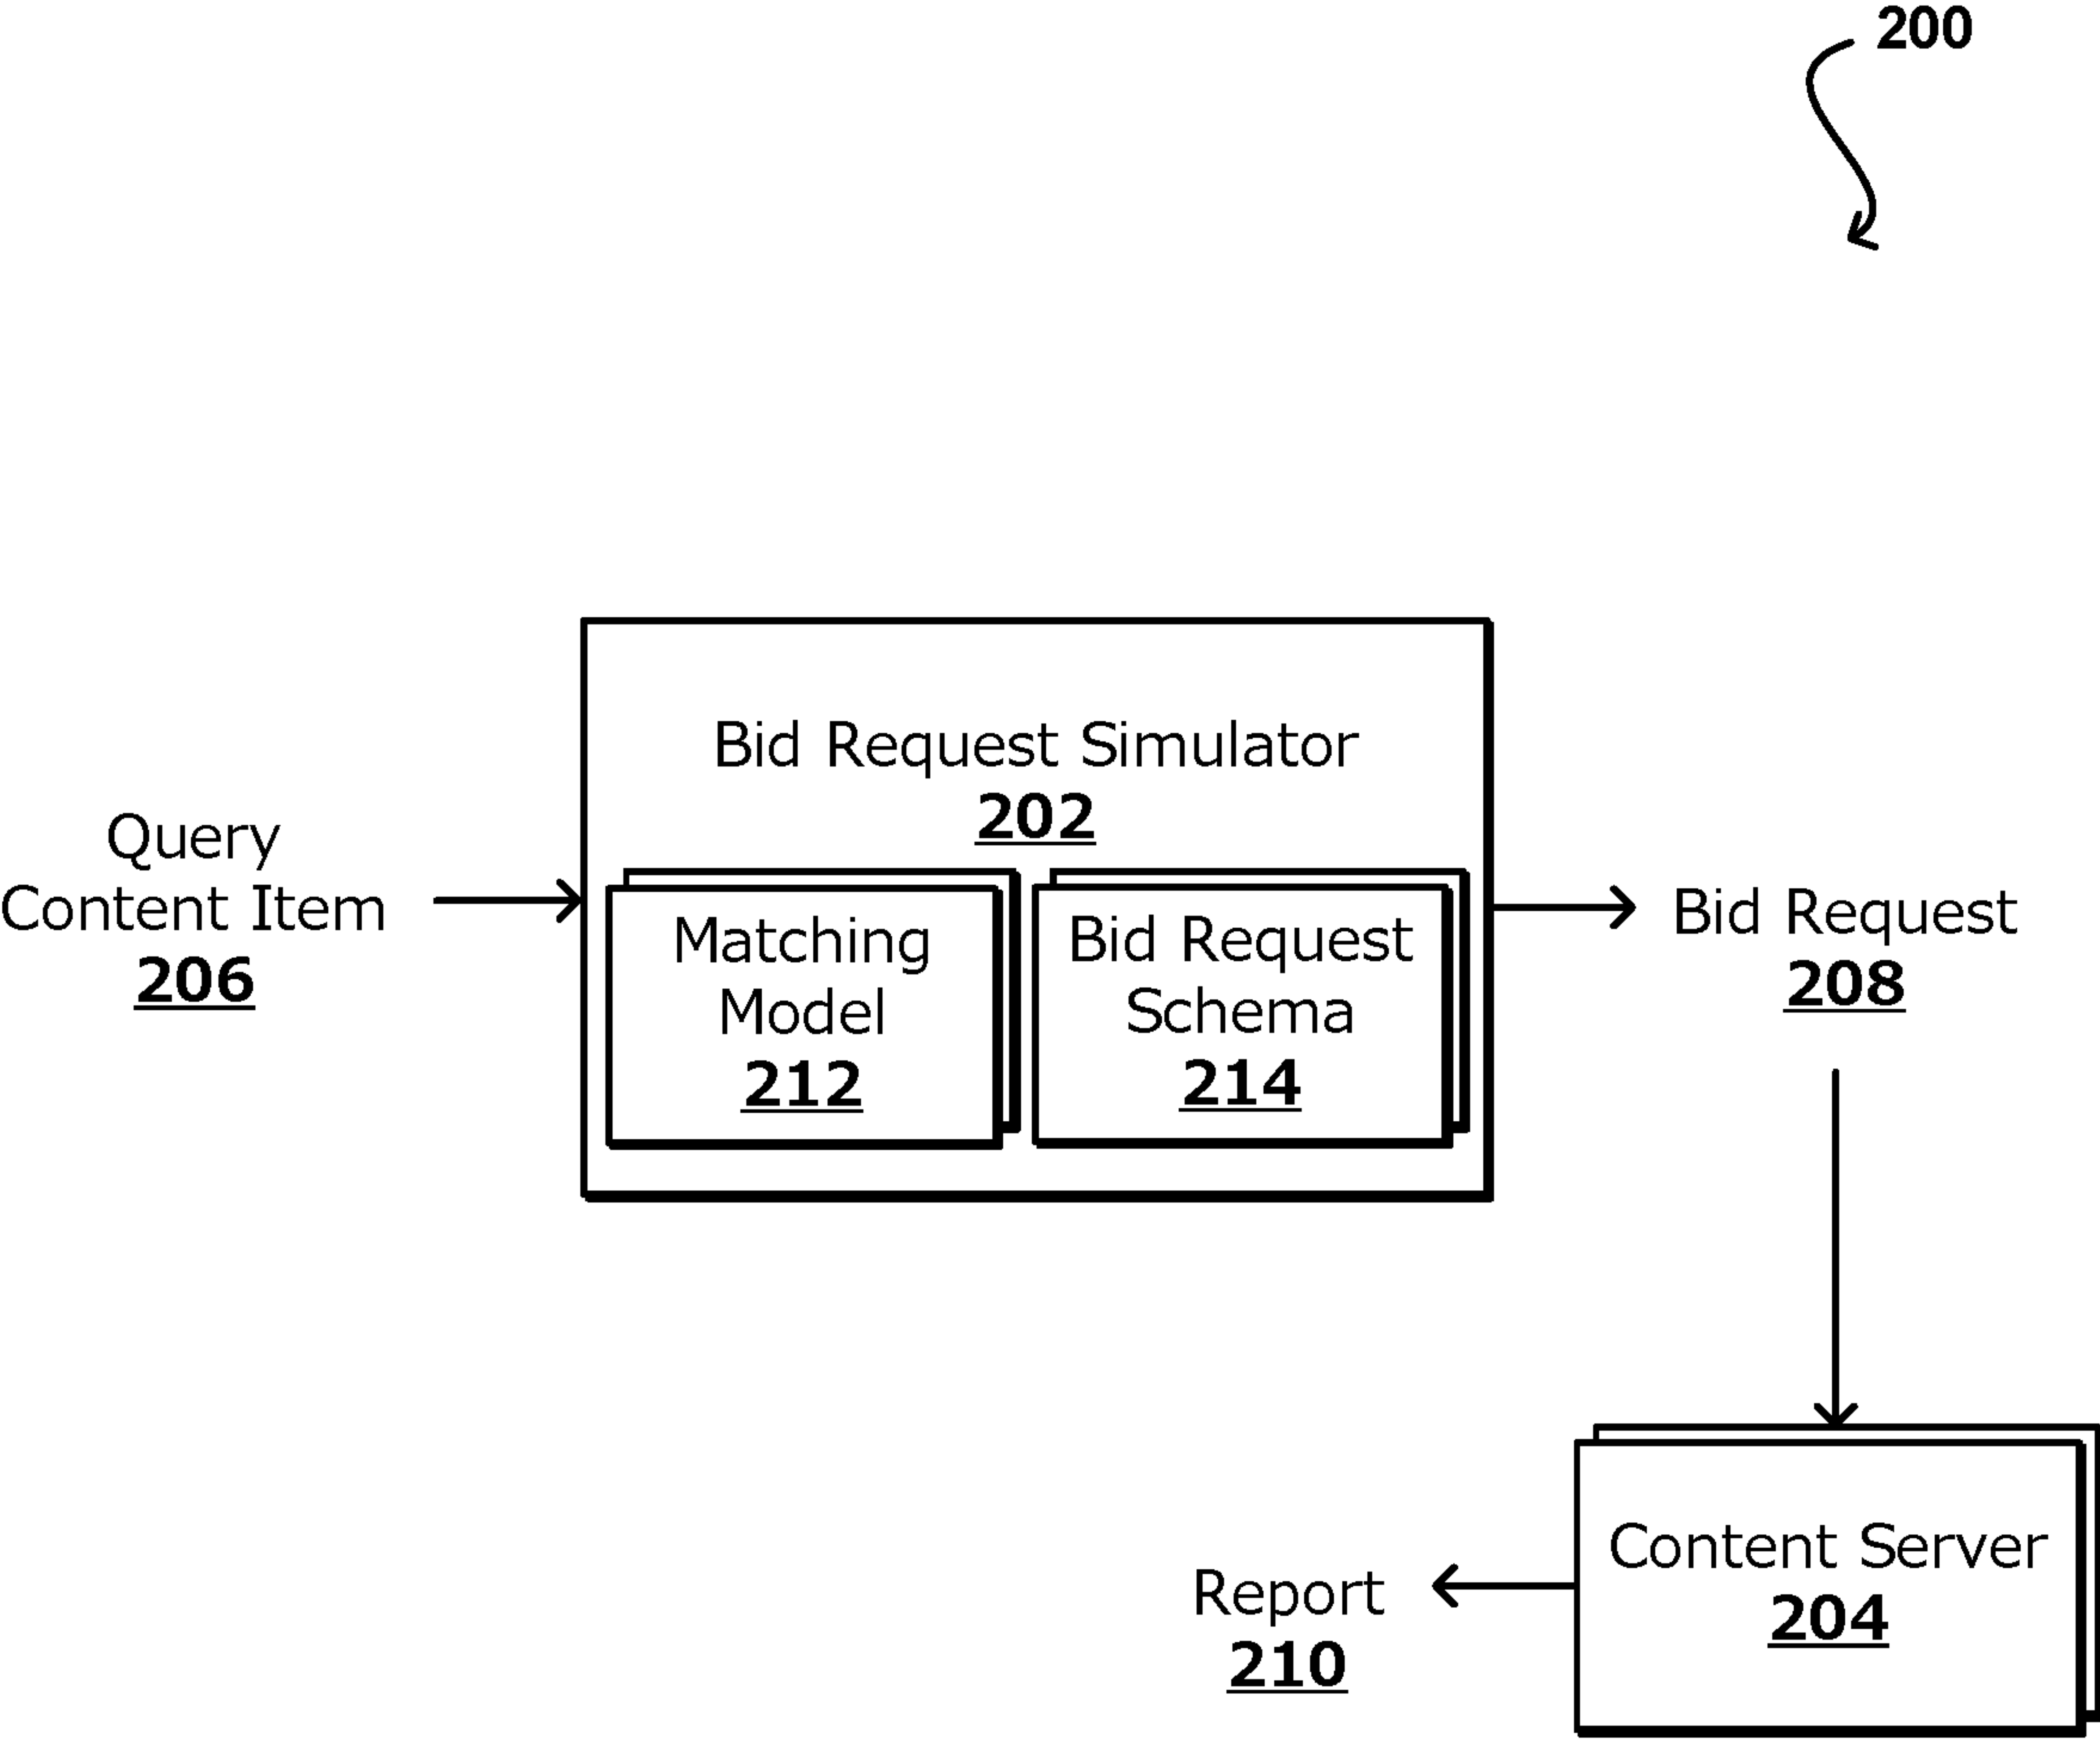 200
Bid Request Simulator
202
Query
Content Item
206
Matching
Model
212
Bid Request
Schema
214
Bid Request
208
Content Server
204
Report
210